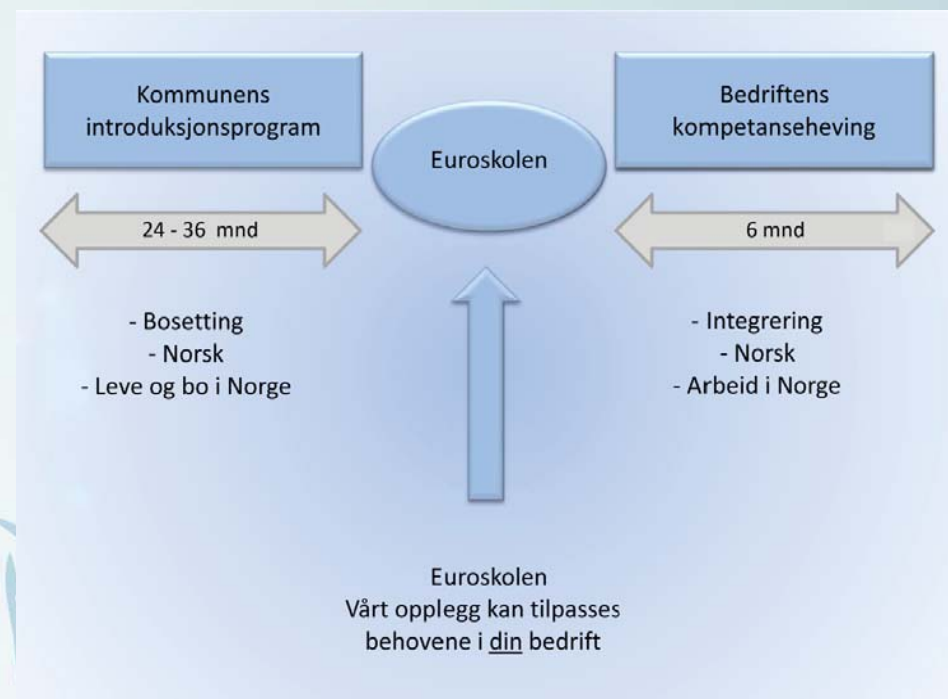 Kommunens
introduksjonsprogram
Euroskolen
Bedriftens
kompetanseheving
24 - 36 mnd
6 mnd
- Bosetting
- Norsk
- Leve og bo i Norge
- Integrering
- Norsk
- Arbeid i Norge
Euroskolen
Vårt opplegg kan tilpasses
behovene i din bedrift